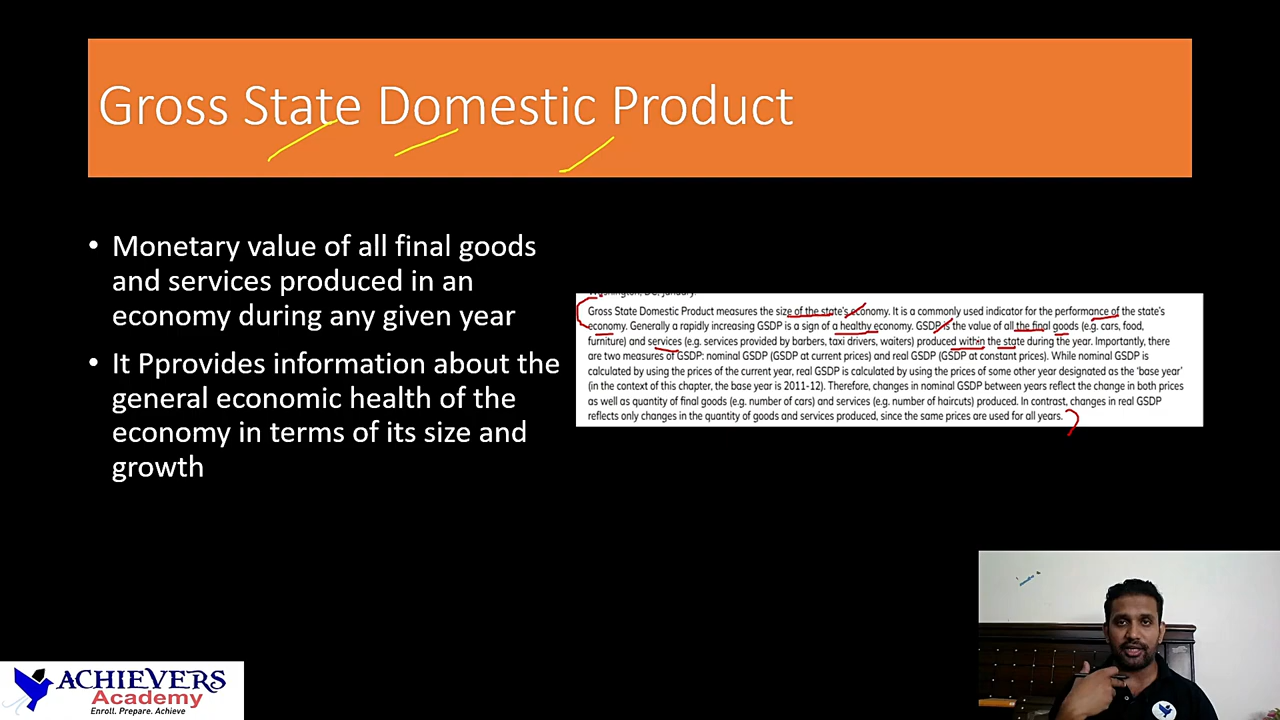 Gross State Domestic Product
• Monetary value of all final goods
and services produced in an
economy during any given year
• It Pprovides information about the
general economic health of the
economy in terms of its size and
growth
Washington, DC, January.
Gross State Domestic Product measures the size of the state's economy. It is a commonly used indicator for the performance of the state's
economy. Generally a rapidly increasing GSDP is a sign of a healthy economy. GSDP is the value of all the final goods (e.g. cars, food,
furniture) and services (e.g. services provided by barbers, taxi drivers, waiters) produced within the state during the year. Importantly, there
are two measures of GSDP: nominal GSDP (GSDP at current prices) and real GSDP (GSDP at constant prices). While nominal GSDP is
calculated by using the prices of the current year, real GSDP is calculated by using the prices of some other year designated as the 'base year'
(in the context of this chapter, the base year is 2011-12). Therefore, changes in nominal GSDP between years reflect the change in both prices
as well as quantity of final goods (e.g. number of cars) and services (e.g. number of haircuts) produced. In contrast, changes in real GSDP
reflects only changes in the quantity of goods and services produced, since the same prices are used for all years.
ACHIEVERS
Academy
Enroll. Prepare. Achieve